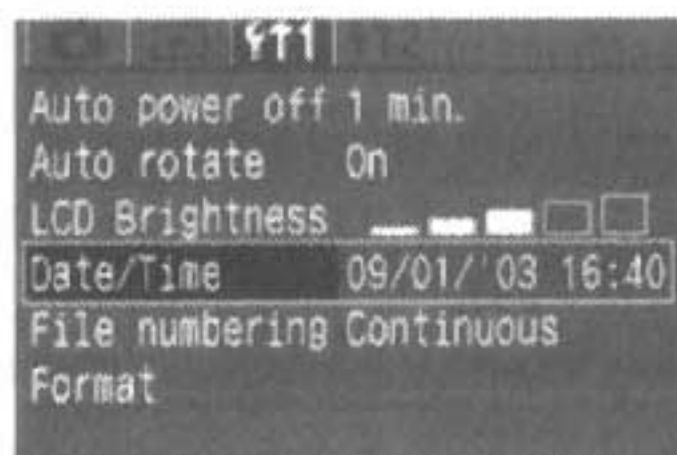 Auto power off 1 min.
Auto rotate On
LCD Brightness
Date/Time 09/01/'03 16:40
File numbering Continuous
Format